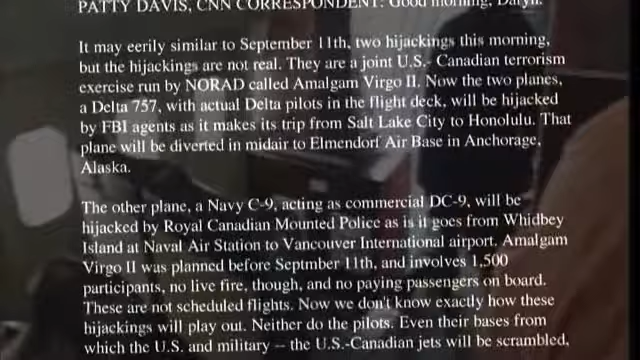 PATTY DAVIS, CNN CORRESPONDENT: Good morning, Daryn.
It may eerily similar to September 11th, two hijackings this morning,
but the hijackings are not real. They are a joint U.S.- Canadian terrorism
exercise run by NORAD called Amalgam Virgo II. Now the two planes,
a Delta 757, with actual Delta pilots in the flight deck, will be hijacked
by FBI agents as it makes its trip from Salt Lake City to Honolulu. That
plane will be diverted in midair to Elmendorf Air Base in Anchorage,
Alaska.
The other plane, a Navy C-9, acting as commercial DC-9, will be
hijacked by Royal Canadian Mounted Police as is it goes from Whidbey
Island at Naval Air Station to Vancouver International airport. Amalgam
Virgo II was planned before Septmber 11th, and involves 1,500
participants, no live fire, though, and no paying passengers on board.
These are not scheduled flights. Now we don't know exactly how these
hijackings will play out. Neither do the pilots. Even their bases from
which the U.S. and military -- the U.S.-Canadian jets will be scrambled,